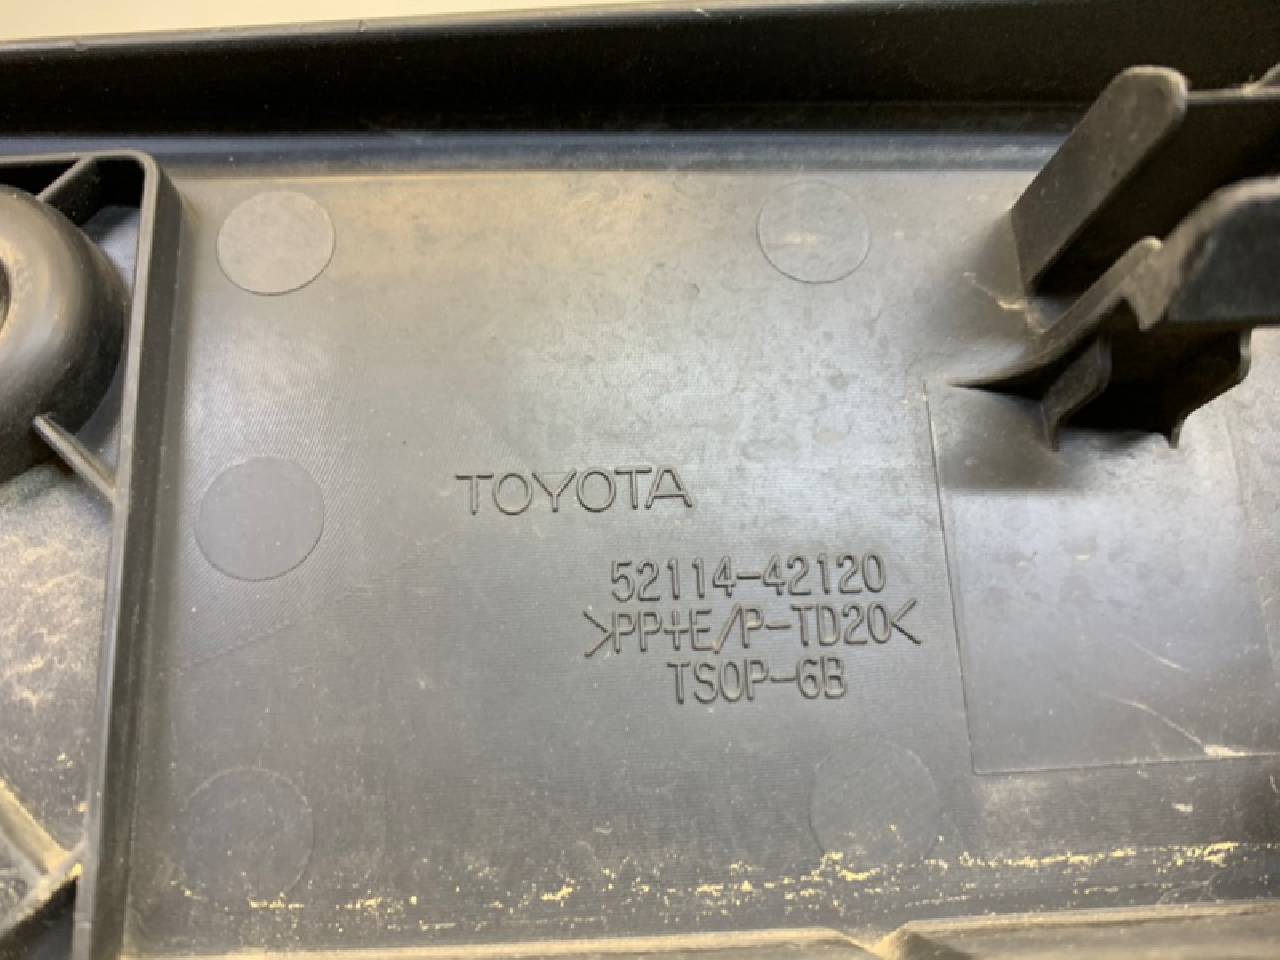 TOYOTA
52114-42120
>PP+E/P-TD20<
TSOP-6B